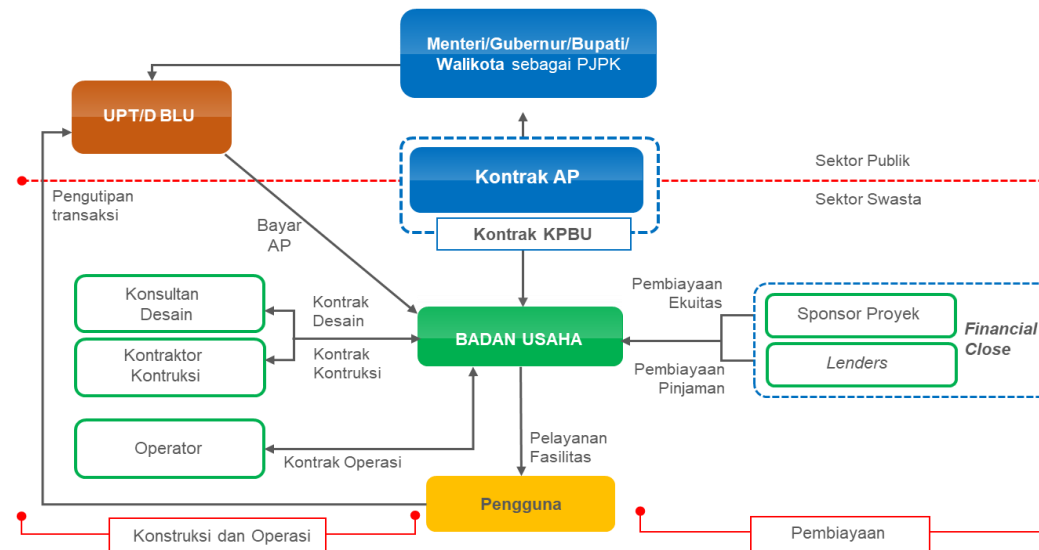 Menteri/Gubernur/Bupati/
Walikota sebagai PJPK
UPT/D BLU
Kontrak AP
Kontrak KPBU
Sektor Publik
Sektor Swasta
Pengutipan
transaksi
Bayar
AP
Konsultan
Desain
Kontraktor
Kontruksi
Kontrak
Desain
Kontrak
Kontruksi
BADAN USAHA
Pembiayaan
Ekuitas
Pembiayaan
Pinjaman
Sponsor Proyek
Lenders
Financial
Close
Operator
Kontrak Operasi
Pelayanan
Fasilitas
Pengguna
Konstruksi dan Operasi
Pembiayaan